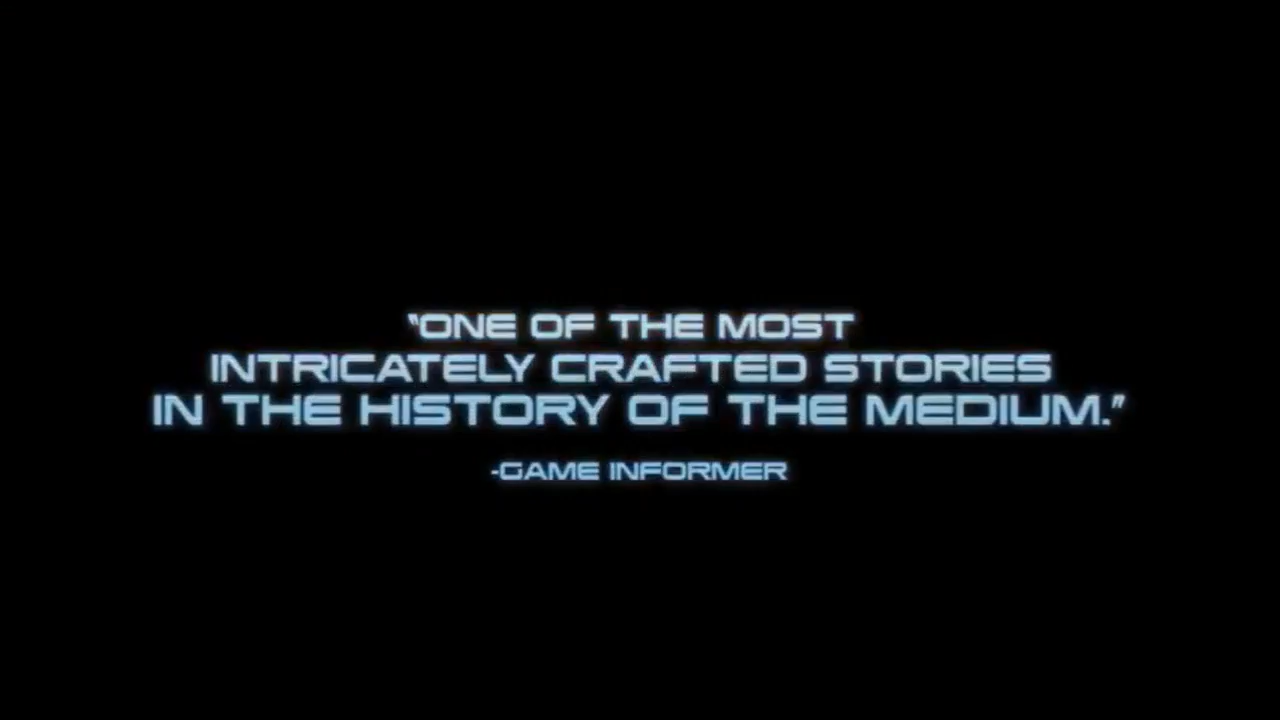 "ONE OF THE MOST
INTRICATELY CRAFTED STORIES
IN THE HISTORY OF THE MEDIUM."
-GAME INFORMER